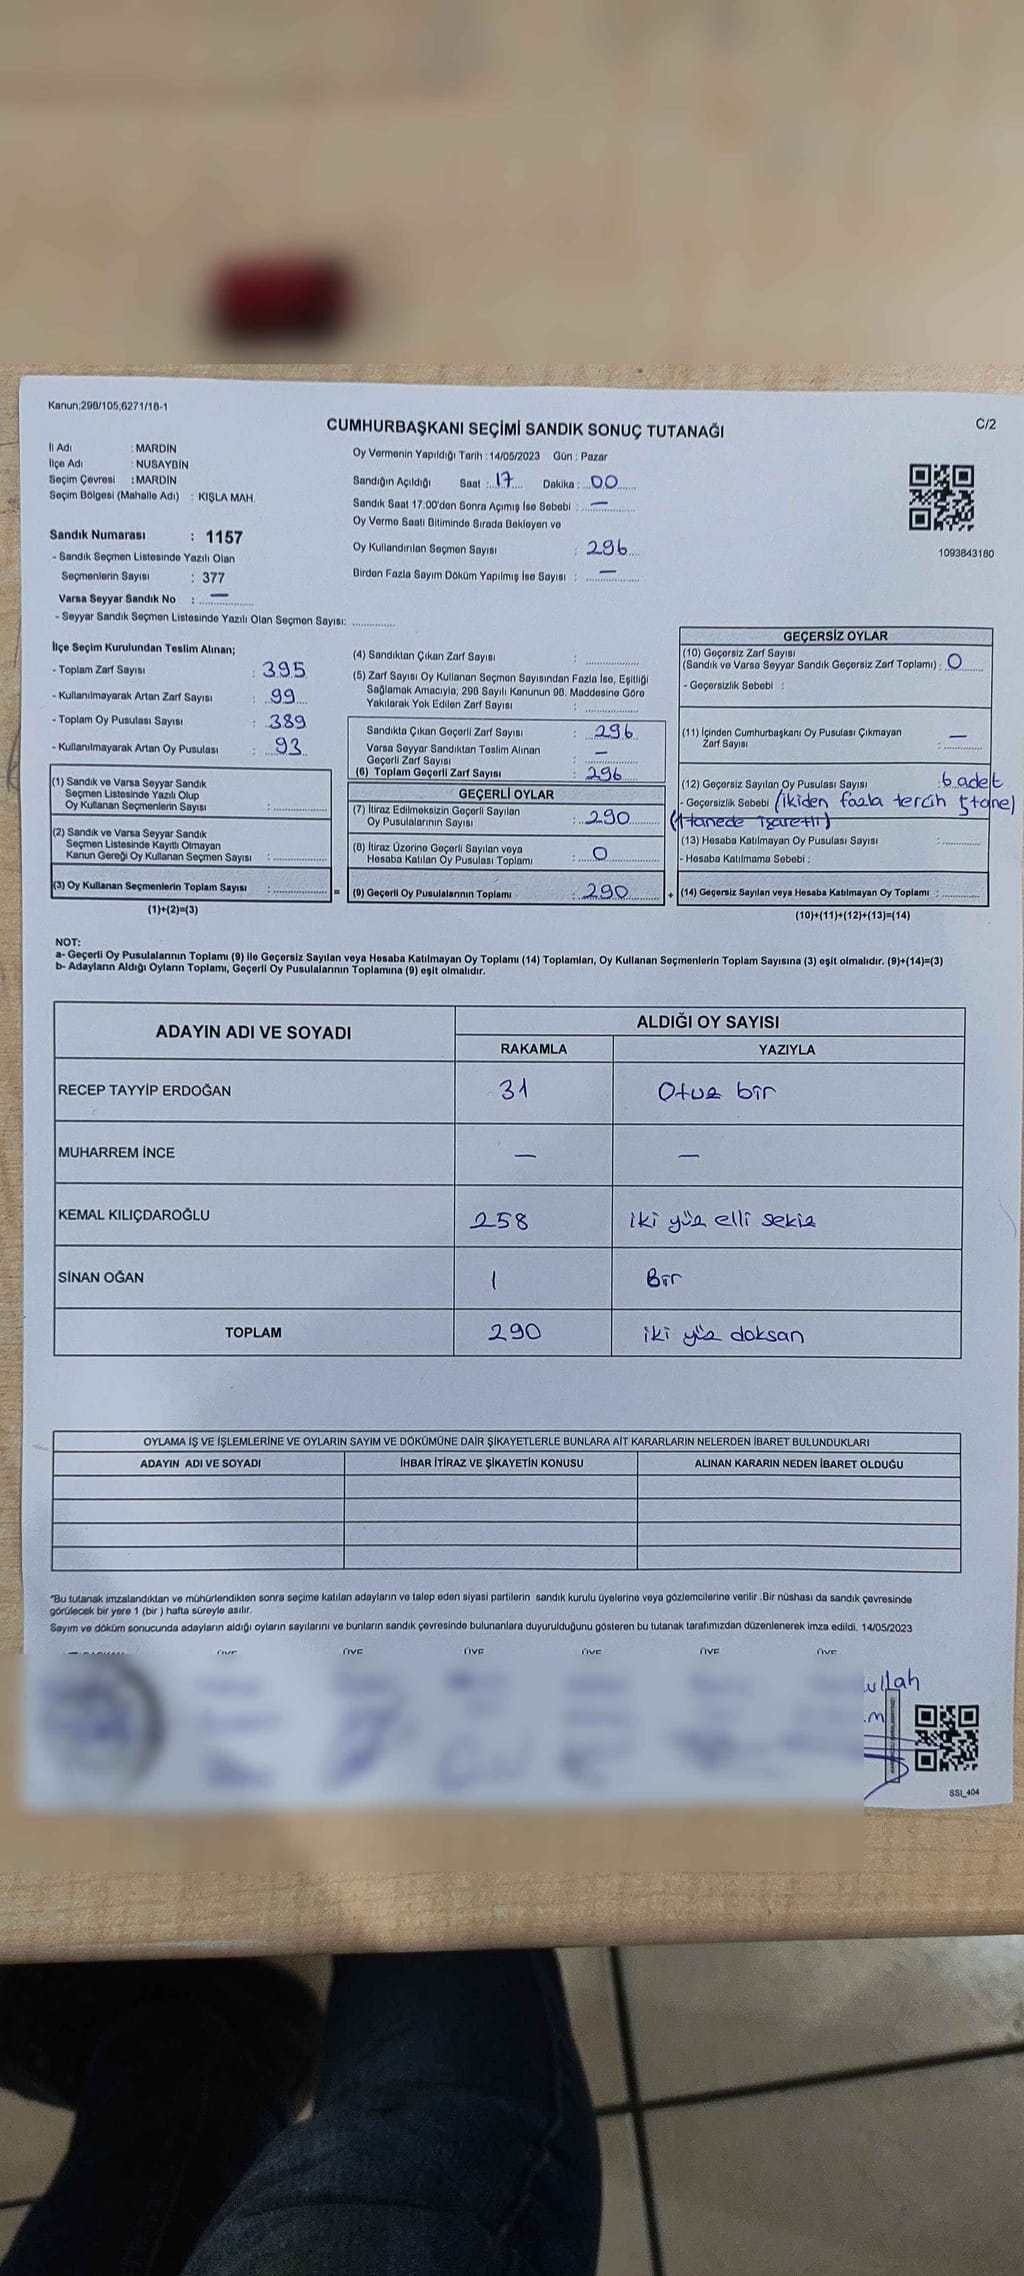 Kanun;298/105,6271/18-1
C/2
CUMHURBAŞKANI SEÇİMİ SANDIK SONUÇ TUTANAĞI
İl Adı : MARDİN
İlçe Adı : NUSAYBİN
Seçim Çevresi : MARDİN
Seçim Bölgesi (Mahalle Adı) : KIŞLA MAH.
Sandık Numarası : 1157
- Sandık Seçmen Listesinde Yazılı Olan
Seçmenlerin Sayısı : 377
Varsa Seyyar Sandık No : —
- Seyyar Sandık Seçmen Listesinde Yazılı Olan Seçmen Sayısı:
Oy Vermenin Yapıldığı Tarih : 14/05/2023 Gün : Pazar
Sandığın Açıldığı Saat : 17 Dakika : 00
Sandık Saat 17:00'den Sonra Açımış İse Sebebi : —
Oy Verme Saati Bitiminde Sırada Bekleyen ve
Oy Kullandırılan Seçmen Sayısı : 296
Birden Fazla Sayım Döküm Yapılmış İse Sayısı : —
1093843180
İlçe Seçim Kurulundan Teslim Alınan;
- Toplam Zarf Sayısı : 395
- Kullanılmayarak Artan Zarf Sayısı : 99
- Toplam Oy Pusulası Sayısı : 389
- Kullanılmayarak Artan Oy Pusulası : 93
(1) Sandık ve Varsa Seyyar Sandık
Seçmen Listesinde Yazılı Olup
Oy Kullanan Seçmenlerin Sayısı :
(2) Sandık ve Varsa Seyyar Sandık
Seçmen Listesinde Kayıtlı Olmayan
Kanun Gereği Oy Kullanan Seçmen Sayısı :
(3) Oy Kullanan Seçmenlerin Toplam Sayısı : =
(1)+(2)=(3)
(4) Sandıktan Çıkan Zarf Sayısı :
(5) Zarf Sayısı Oy Kullanan Seçmen Sayısından Fazla İse, Eşitliği
Sağlamak Amacıyla; 298 Sayılı Kanunun 98. Maddesine Göre
Yakılarak Yok Edilen Zarf Sayısı :
Sandıkta Çıkan Geçerli Zarf Sayısı : 296
Varsa Seyyar Sandıktan Teslim Alınan
Geçerli Zarf Sayısı : —
(6) Toplam Geçerli Zarf Sayısı : 296
GEÇERLİ OYLAR
(7) İtiraz Edilmeksizin Geçerli Sayılan
Oy Pusulalarının Sayısı : 290
(8) İtiraz Üzerine Geçerli Sayılan veya
Hesaba Katılan Oy Pusulası Toplamı : 0
(9) Geçerli Oy Pusulalarının Toplamı : 290 +
GEÇERSİZ OYLAR
(10) Geçersiz Zarf Sayısı
(Sandık ve Varsa Seyyar Sandık Geçersiz Zarf Toplamı) : 0
- Geçersizlik Sebebi :
(11) İçinden Cumhurbaşkanı Oy Pusulası Çıkmayan
Zarf Sayısı : —
(12) Geçersiz Sayılan Oy Pusulası Sayısı : 6 adet
- Geçersizlik Sebebi (ikiden fazla tercih 5 tane)
(1 tanede işaretli)
(13) Hesaba Katılmayan Oy Pusulası Sayısı :
- Hesaba Katılmama Sebebi :
(14) Geçersiz Sayılan veya Hesaba Katılmayan Oy Toplamı :
(10)+(11)+(12)+(13)=(14)
NOT:
a- Geçerli Oy Pusulalarının Toplamı (9) ile Geçersiz Sayılan veya Hesaba Katılmayan Oy Toplamı (14) Toplamları, Oy Kullanan Seçmenlerin Toplam Sayısına (3) eşit olmalıdır. (9)+(14)=(3)
b- Adayların Aldığı Oyların Toplamı, Geçerli Oy Pusulalarının Toplamına (9) eşit olmalıdır.
ADAYIN ADI VE SOYADI ALDIĞI OY SAYISI
RAKAMLA YAZIYLA
RECEP TAYYİP ERDOĞAN 31 Otuz bir
MUHARREM İNCE — —
KEMAL KILIÇDAROĞLU 258 iki yüz elli sekiz
SİNAN OĞAN 1 Bir
TOPLAM 290 iki yüz doksan
OYLAMA İŞ VE İŞLEMLERİNE VE OYLARIN SAYIM VE DÖKÜMÜNE DAİR ŞİKAYETLERLE BUNLARA AİT KARARLARIN NELERDEN İBARET BULUNDUKLARI
ADAYIN ADI VE SOYADI İHBAR İTİRAZ VE ŞİKAYETİN KONUSU ALINAN KARARIN NEDEN İBARET OLDUĞU
*Bu tutanak imzalandıktan ve mühürlendikten sonra seçime katılan adayların ve talep eden siyasi partilerin sandık kurulu üyelerine veya gözlemcilerine verilir .Bir nüshası da sandık çevresinde
görülecek bir yere 1 (bir ) hafta süreyle asılır.
Sayım ve döküm sonucunda adayların aldığı oyların sayılarını ve bunların sandık çevresinde bulunanlara duyurulduğunu gösteren bu tutanak tarafımızdan düzenlenerek imza edildi. 14/05/2023
ÜYE ÜYE ÜYE ÜYE ÜYE ÜYE
ullah
SSI_404